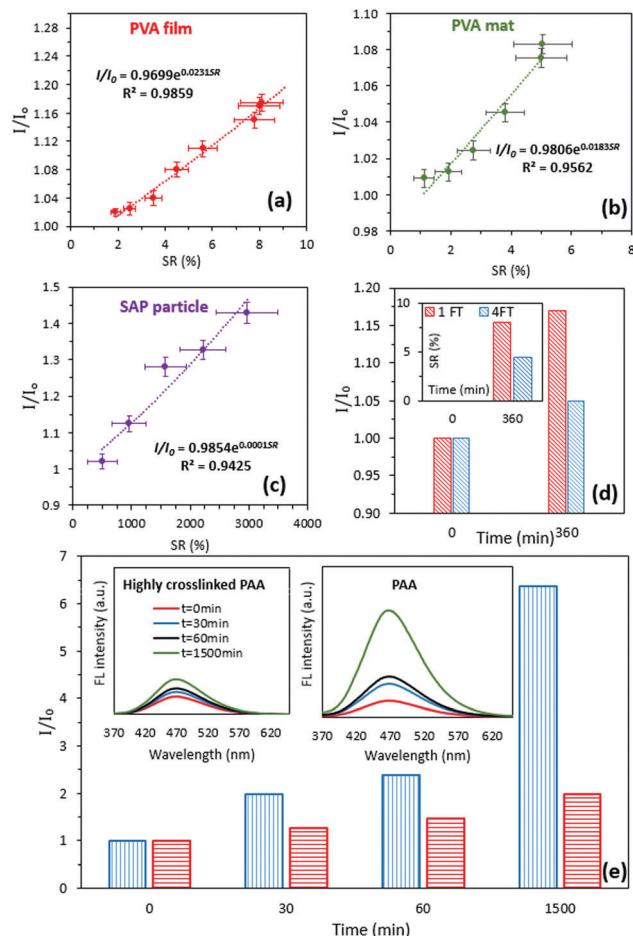 PVA film
I/I₀ = 0.9699e^0.0231SR
R² = 0.9859
(a)
I/Iₒ
1.28
1.24
1.20
1.16
1.12
1.08
1.04
1.00
0 2 4 6 8 10
SR (%)
PVA mat
I/I₀ = 0.9806e^0.0183SR
R² = 0.9562
(b)
I/Iₒ
1.10
1.08
1.06
1.04
1.02
1.00
0.98
0 2 4 6 8
SR (%)
SAP particle
I/I₀ = 0.9854e^0.0001SR
R² = 0.9425
(c)
I/Iₒ
1.5
1.4
1.3
1.2
1.1
1
0.9
0 1000 2000 3000 4000
SR (%)
I/I₀
1.20
1.15
1.10
1.05
1.00
0.95
0.90
1 FT 4FT
SR (%)
10
5
0
Time (min)
0 360
(d)
0 360
Time (min)
I/I₀
7
6
5
4
3
2
1
0
Highly crosslinked PAA
t=0min
t=30min
t=60min
t=1500min
FL intensity (a.u.)
370 420 470 520 570 620
Wavelength (nm)
PAA
FL intensity (a.u.)
370 420 470 520 570 620
Wavelength (nm)
(e)
0 30 60 1500
Time (min)